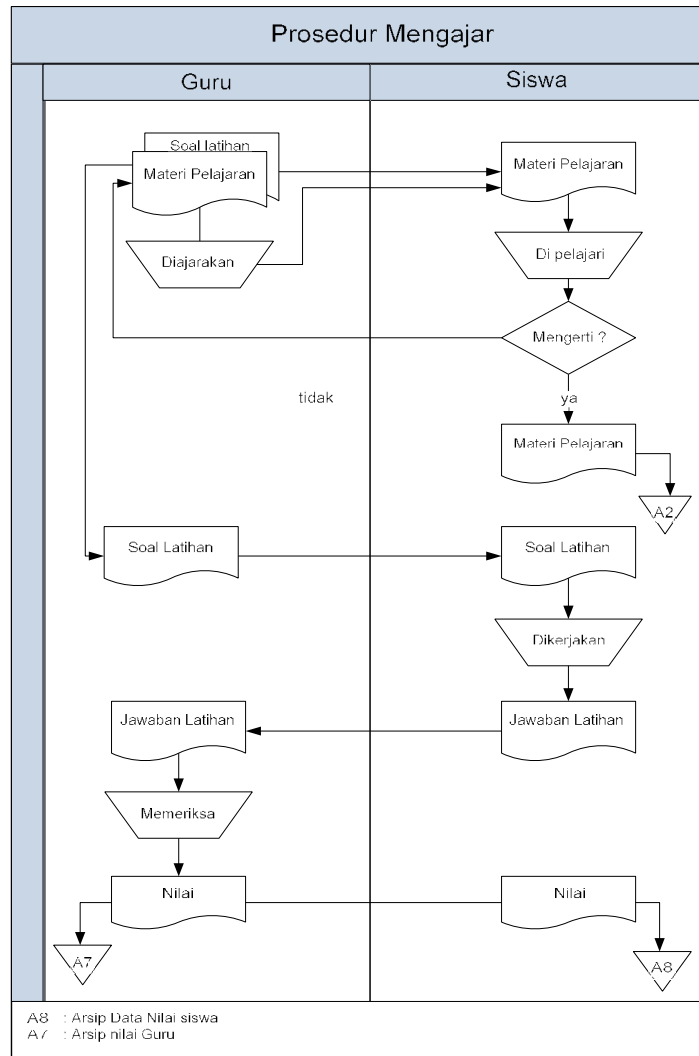 Prosedur Mengajar
Guru
Siswa
Soal latihan
Materi Pelajaran
Materi Pelajaran
Diajarakan
Di pelajari
Mengerti ?
tidak
ya
Materi Pelajaran
A2
Soal Latihan
Soal Latihan
Dikerjakan
Jawaban Latihan
Jawaban Latihan
Memeriksa
Nilai
Nilai
A7
A8
A8 : Arsip Data Nilai siswa
A7 : Arsip nilai Guru